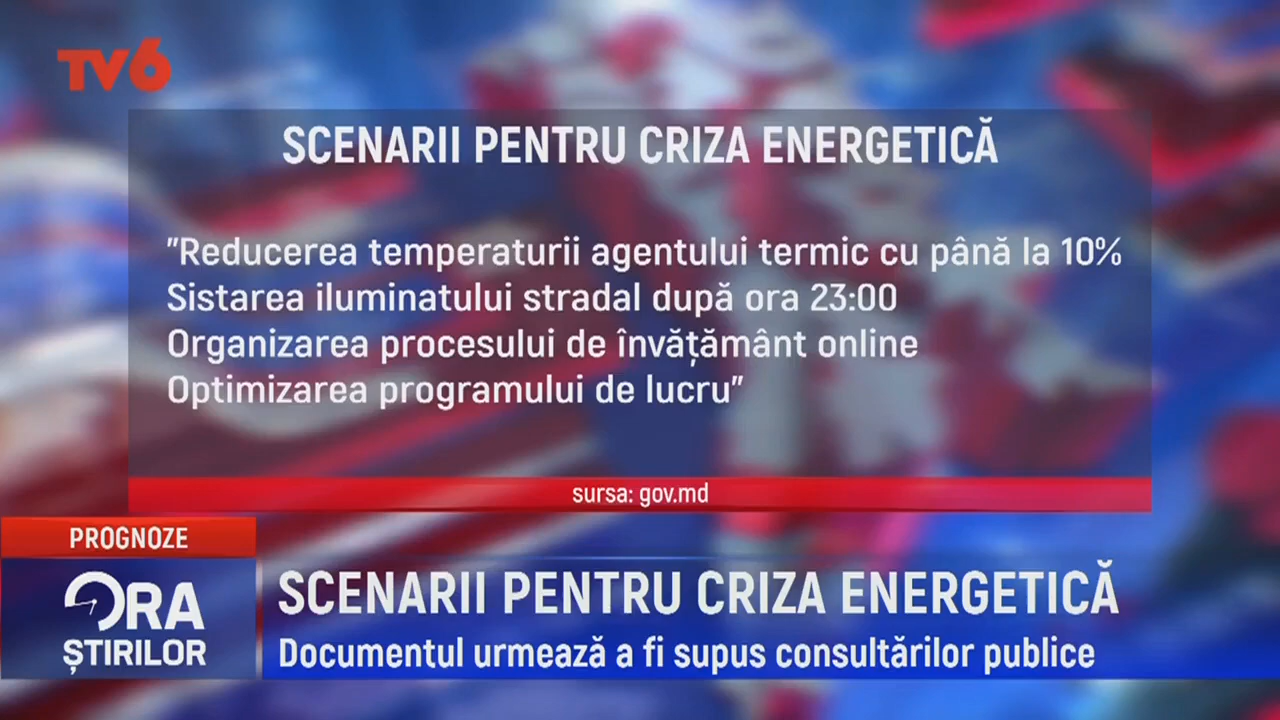 TV6
SCENARII PENTRU CRIZA ENERGETICĂ
"Reducerea temperaturii agentului termic cu până la 10%
Sistarea iluminatului stradal după ora 23:00
Organizarea procesului de învățământ online
Optimizarea programului de lucru"
sursa: gov.md
PROGNOZE
ORA
ȘTIRILOR
SCENARII PENTRU CRIZA ENERGETICĂ
Documentul urmează a fi supus consultărilor publice